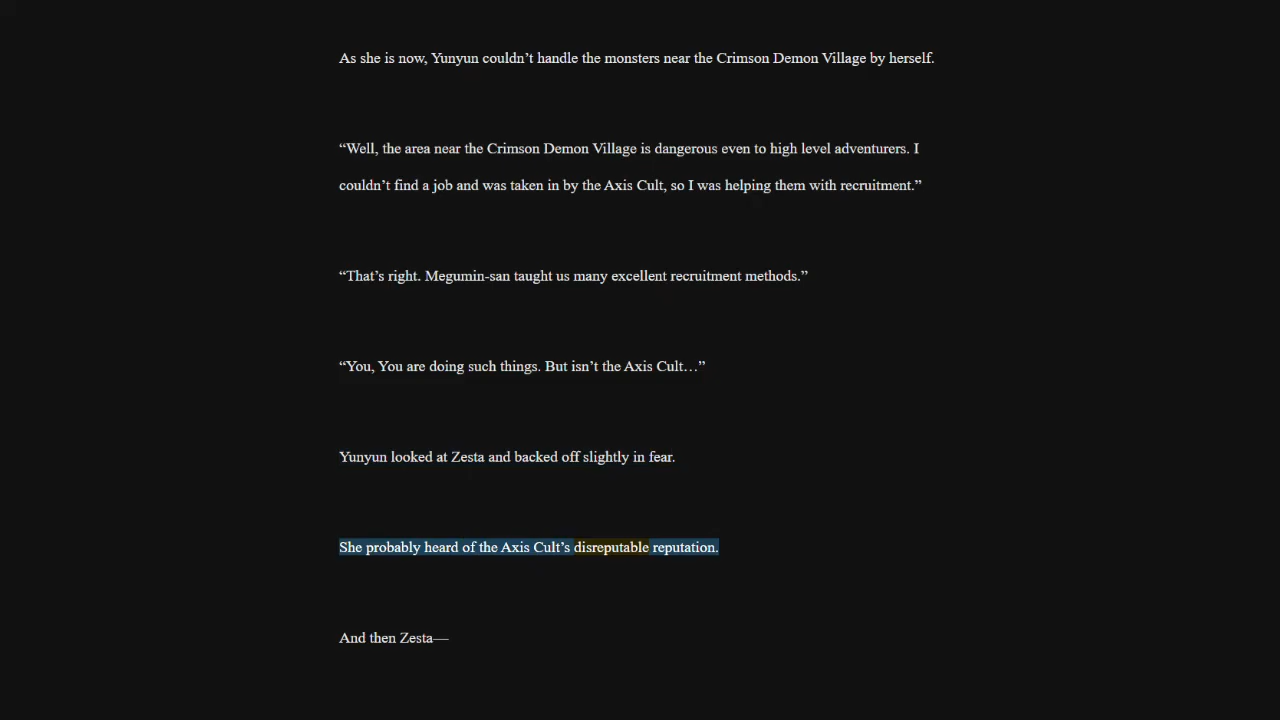 As she is now, Yunyun couldn’t handle the monsters near the Crimson Demon Village by herself.
“Well, the area near the Crimson Demon Village is dangerous even to high level adventurers. I
couldn’t find a job and was taken in by the Axis Cult, so I was helping them with recruitment.”
“That’s right. Megumin-san taught us many excellent recruitment methods.”
“You, You are doing such things. But isn’t the Axis Cult…”
Yunyun looked at Zesta and backed off slightly in fear.
She probably heard of the Axis Cult’s disreputable reputation.
And then Zesta—